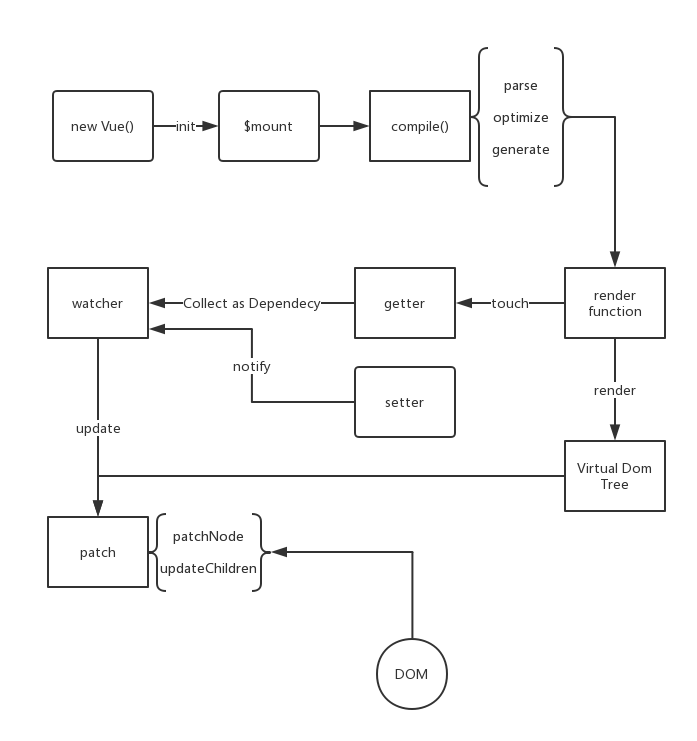 parse
new Vue()
init
$mount
compile()
optimize
generate
watcher
Collect as Dependecy
getter
touch
render
function
notify
setter
render
update
Virtual Dom
Tree
patch
patchNode
updateChildren
DOM